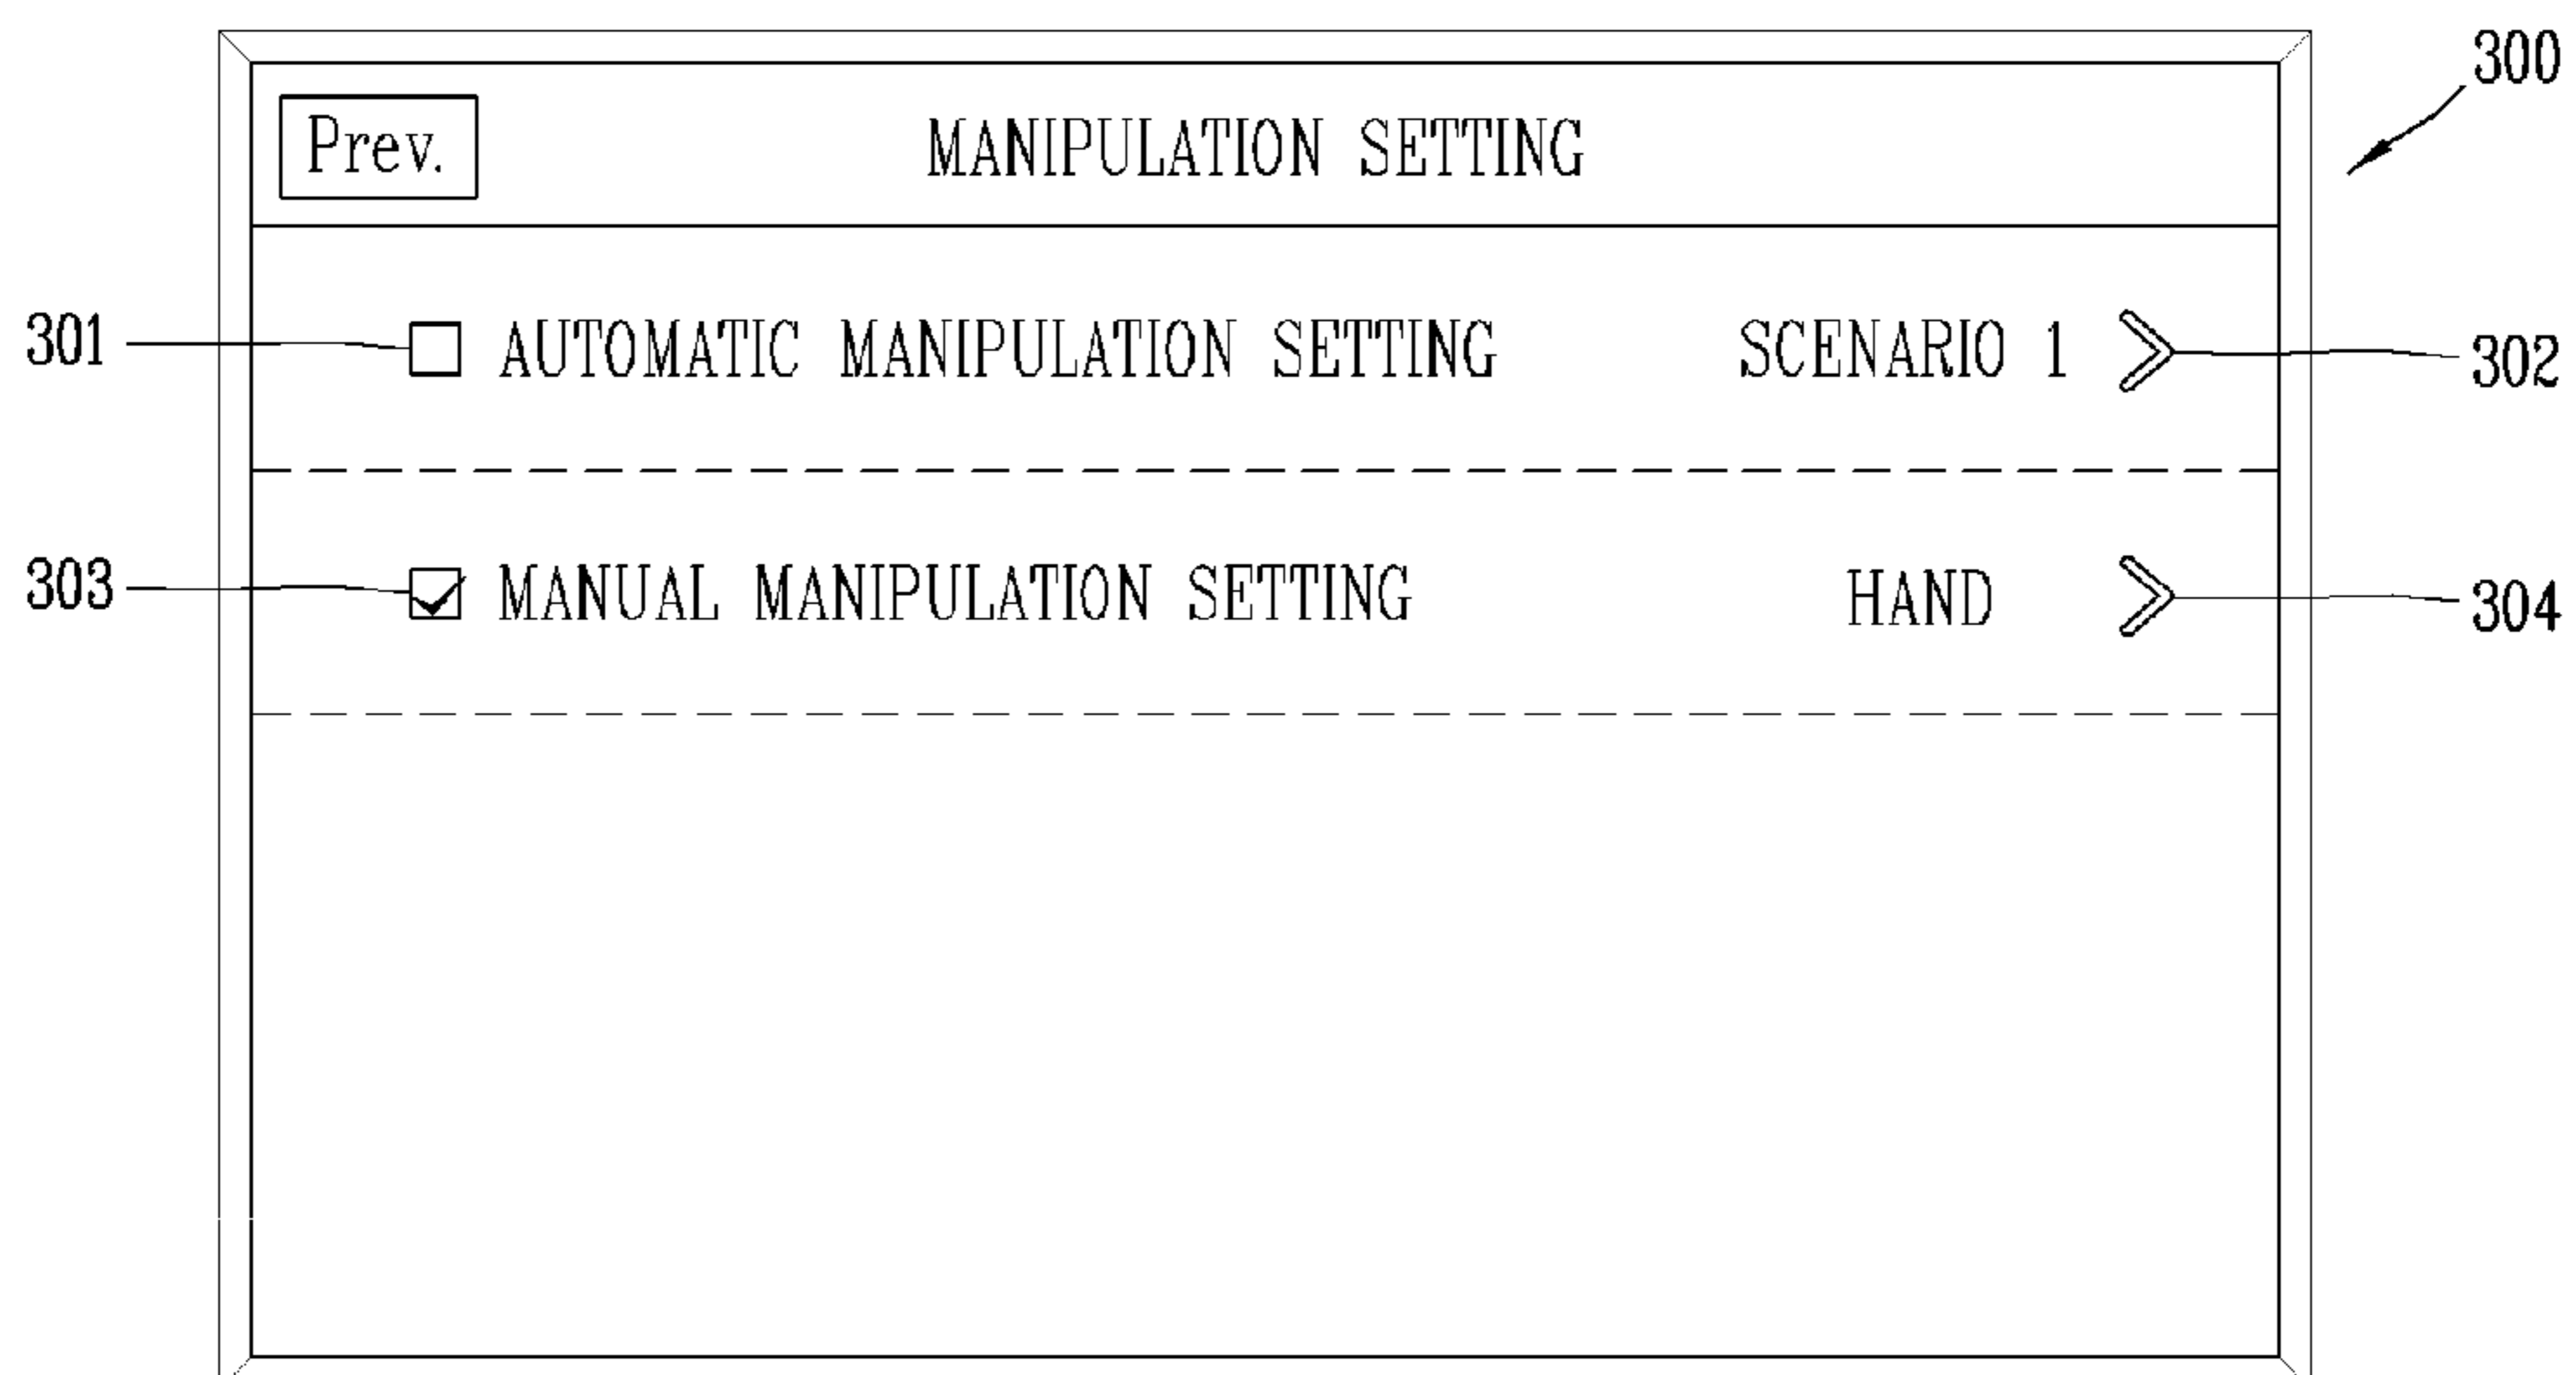 300
Prev. MANIPULATION SETTING
301 AUTOMATIC MANIPULATION SETTING SCENARIO 1 302
303 MANUAL MANIPULATION SETTING HAND 304